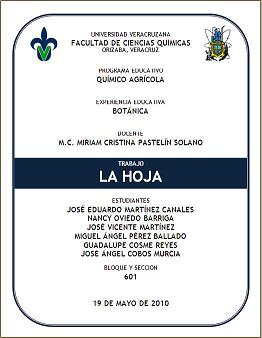 UNIVERSIDAD VERACRUZANA
FACULTAD DE CIENCIAS QUÍMICAS
ORIZABA, VERACRUZ
PROGRAMA EDUCATIVO
QUÍMICO AGRÍCOLA
EXPERIENCIA EDUCATIVA
BOTÁNICA
DOCENTE
M.C. MIRIAM CRISTINA PASTELÍN SOLANO
TRABAJO
LA HOJA
ESTUDIANTES
JOSÉ EDUARDO MARTÍNEZ CANALES
NANCY OVIEDO BARRIGA
JOSÉ VICENTE MARTÍNEZ
MIGUEL ÁNGEL PÉREZ BALLADO
GUADALUPE COSME REYES
JOSÉ ÁNGEL COBOS MURCIA
BLOQUE Y SECCIÓN
601
19 DE MAYO DE 2010